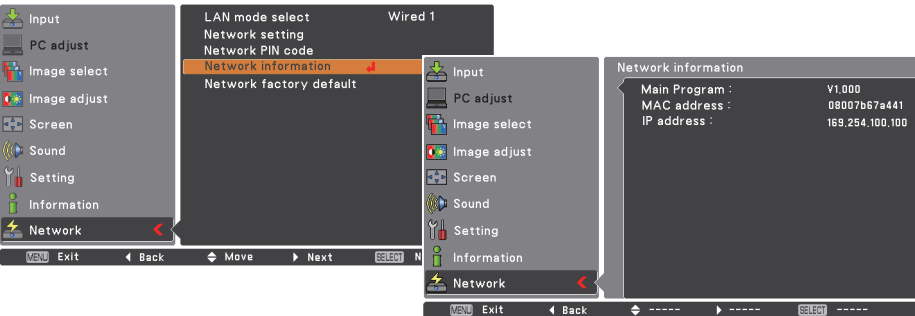 Input
PC adjust
Image select
Image adjust
Screen
Sound
Setting
Information
Network
LAN mode select Wired 1
Network setting
Network PIN code
Network information
Network factory default
MENU Exit Back Move Next SELECT N
Input
PC adjust
Image select
Image adjust
Screen
Sound
Setting
Information
Network
Network information
Main Program : ¥1,000
MAC address : 08007b67a441
IP address : 169,254,100,100
MENU Exit Back ----- ----- SELECT -----